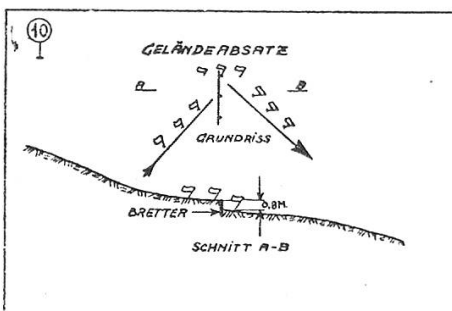 10
GELÄNDEABSATZ
A B
GRUNDRISS
BRETTER
0,8M.
SCHNITT A-B